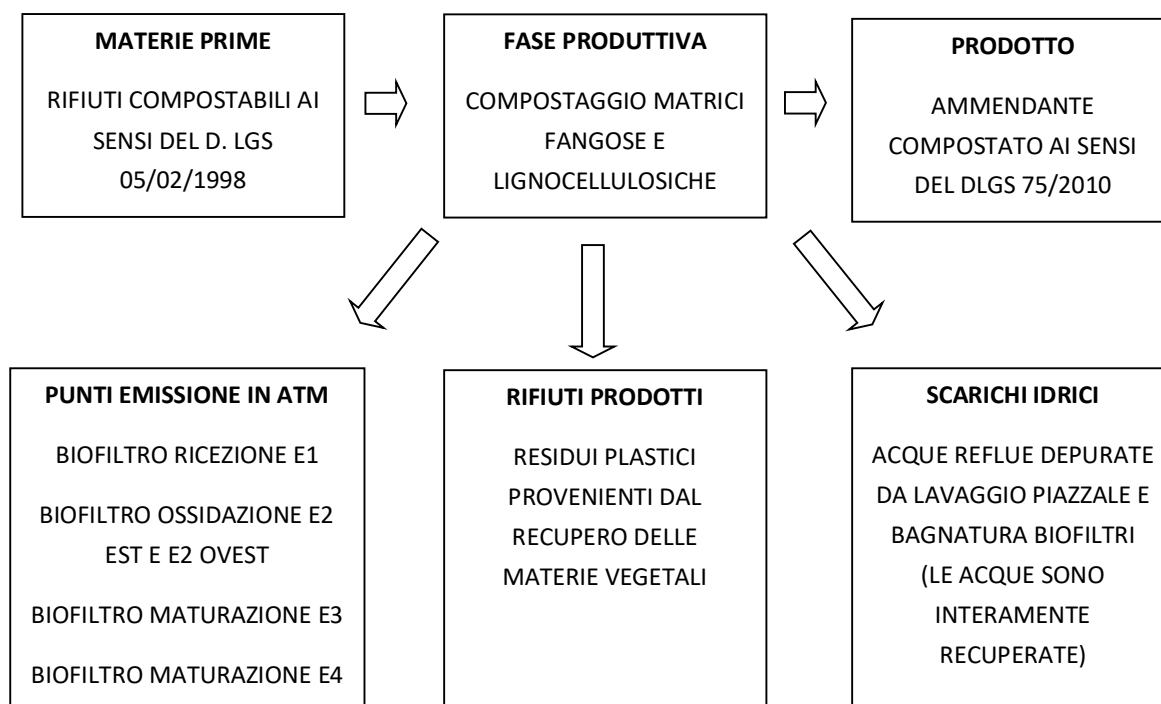 MATERIE PRIME
RIFIUTI COMPOSTABILI AI
SENSI DEL D. LGS
05/02/1998
FASE PRODUTTIVA
COMPOSTAGGIO MATRICI
FANGOSE E
LIGNOCELLULOSICHE
PRODOTTO
AMMENDANTE
COMPOSTATO AI SENSI
DEL DLGS 75/2010
PUNTI EMISSIONE IN ATM
BIOFILTRO RICEZIONE E1
BIOFILTRO OSSIDAZIONE E2
EST E E2 OVEST
BIOFILTRO MATURAZIONE E3
BIOFILTRO MATURAZIONE E4
RIFIUTI PRODOTTI
RESIDUI PLASTICI
PROVENIENTI DAL
RECUPERO DELLE
MATERIE VEGETALI
SCARICHI IDRICI
ACQUE REFLUE DEPURATE
DA LAVAGGIO PIAZZALE E
BAGNATURA BIOFILTRI
(LE ACQUE SONO
INTERAMENTE
RECUPERATE)